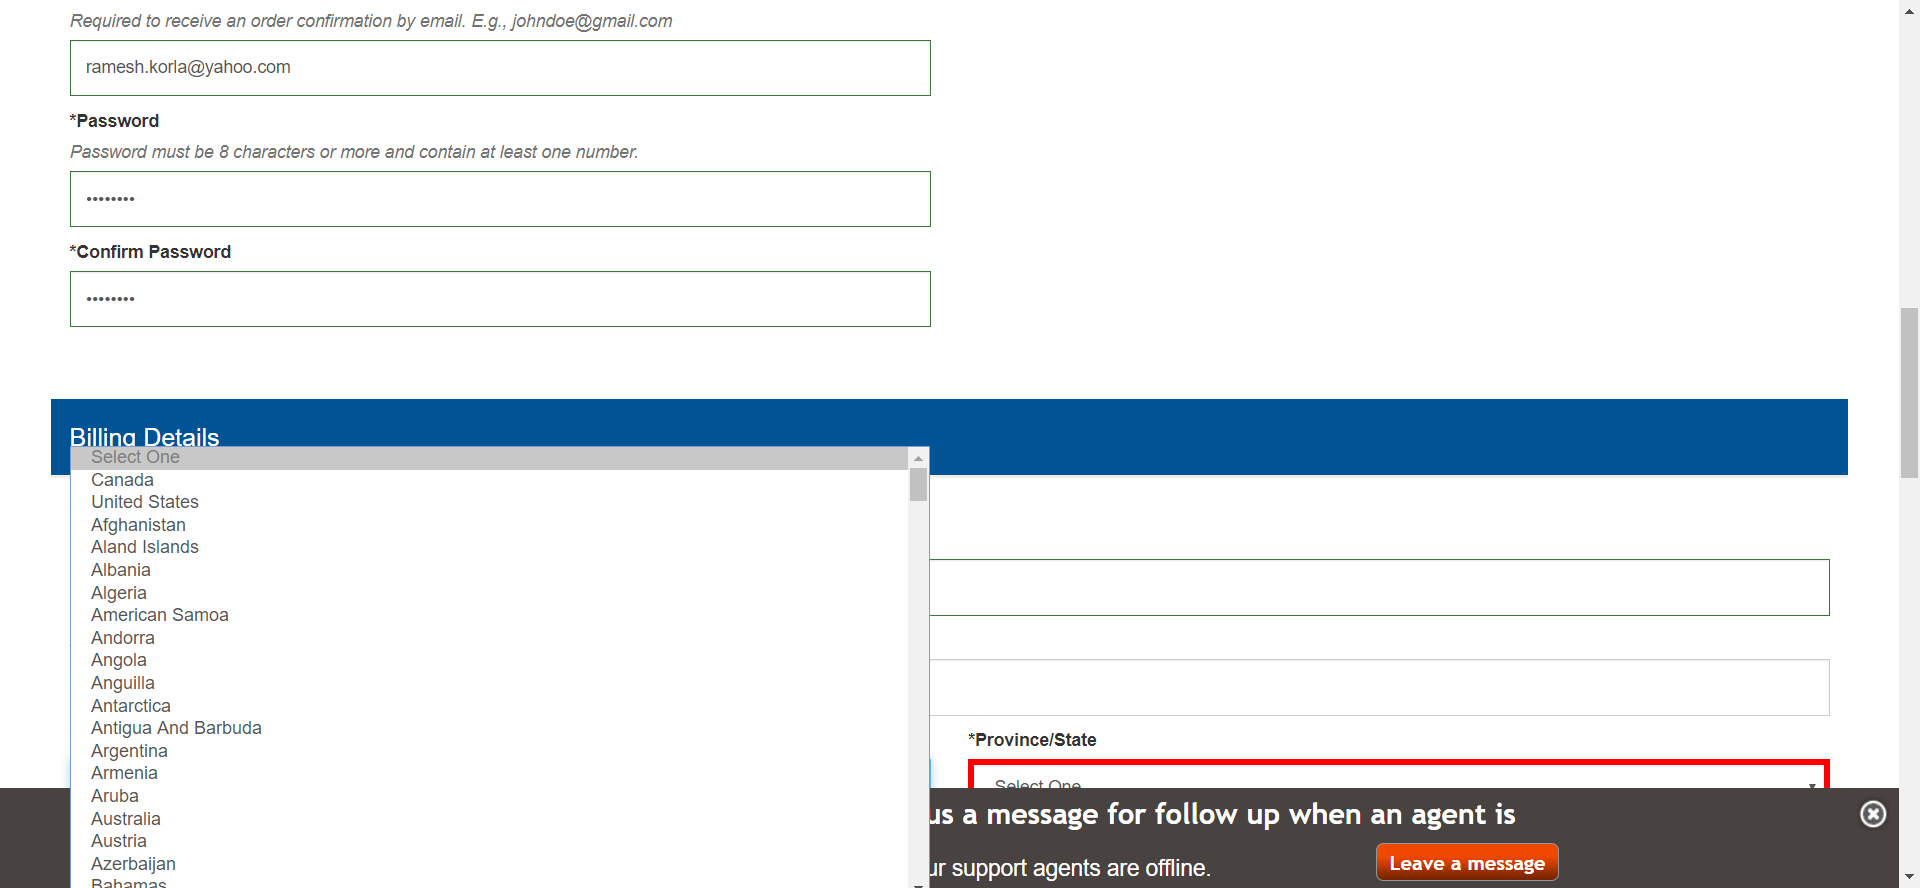 Required to receive an order confirmation by email. E.g., johndoe@gmail.com
ramesh.korla@yahoo.com
*Password
Password must be 8 characters or more and contain at least one number.
••••••••
*Confirm Password
••••••••
Billing Details
Select One
Canada
United States
Afghanistan
Aland Islands
Albania
Algeria
American Samoa
Andorra
Angola
Anguilla
Antarctica
Antigua And Barbuda
Argentina
Armenia
Aruba
Australia
Austria
Azerbaijan
Bahamas
*Province/State
Select One
us a message for follow up when an agent is
ur support agents are offline.
Leave a message